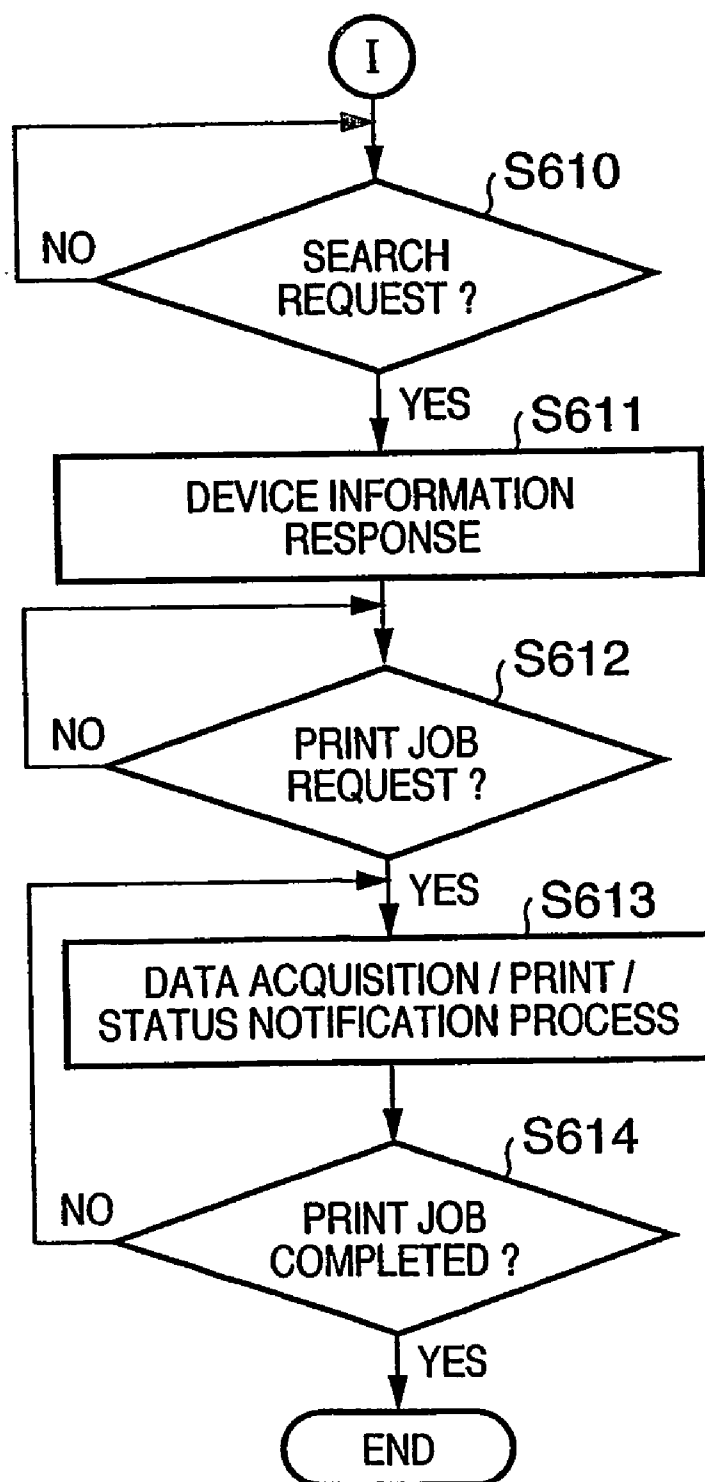 I
S610
SEARCH
REQUEST ?
NO
YES
S611
DEVICE INFORMATION
RESPONSE
S612
PRINT JOB
REQUEST ?
NO
YES
S613
DATA ACQUISITION / PRINT /
STATUS NOTIFICATION PROCESS
S614
PRINT JOB
COMPLETED ?
NO
YES
END